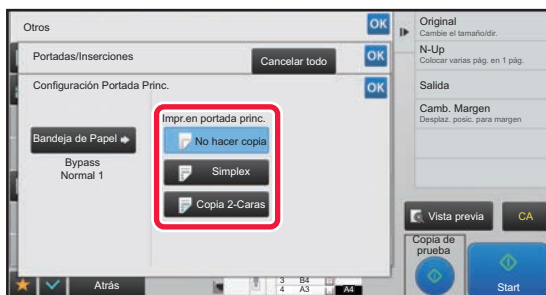 Otros
OK
Portadas/Inserciones
Cancelar todo
OK
Configuración Portada Princ.
OK
Impr.en portada princ.
Bandeja de Papel
Bypass
Normal 1
No hacer copia
Simplex
Copia 2-Caras
Atrás
3 B4
4 A3
A4
Original
Cambie el tamaño/dir.
N-Up
Colocar varias pág. en 1 pág.
Salida
Camb. Margen
Desplaz. posic. para margen
Vista previa
CA
Copia de
prueba
Start